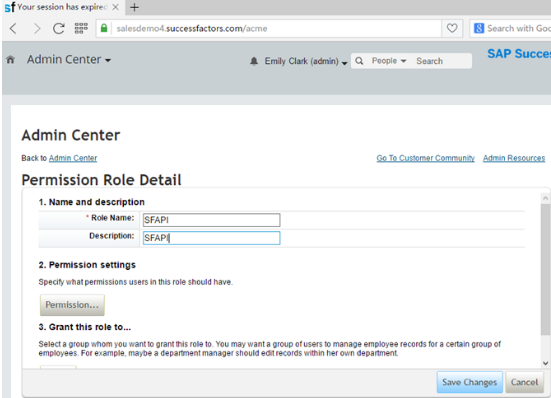 sf Your session has expired
salesdemo4.successfactors.com/acme
Search with Goo
Admin Center
Emily Clark (admin)
People
Search
SAP Succes
Admin Center
Back to Admin Center
Go To Customer Community
Admin Resources
Permission Role Detail
1. Name and description
* Role Name: SFAPI
Description: SFAPI
2. Permission settings
Specify what permissions users in this role should have.
Permission...
3. Grant this role to...
Select a group whom you want to grant this role to. You may want a group of users to manage employee records for a certain group of
employees. For example, maybe a department manager should edit records within her own department.
Save Changes
Cancel